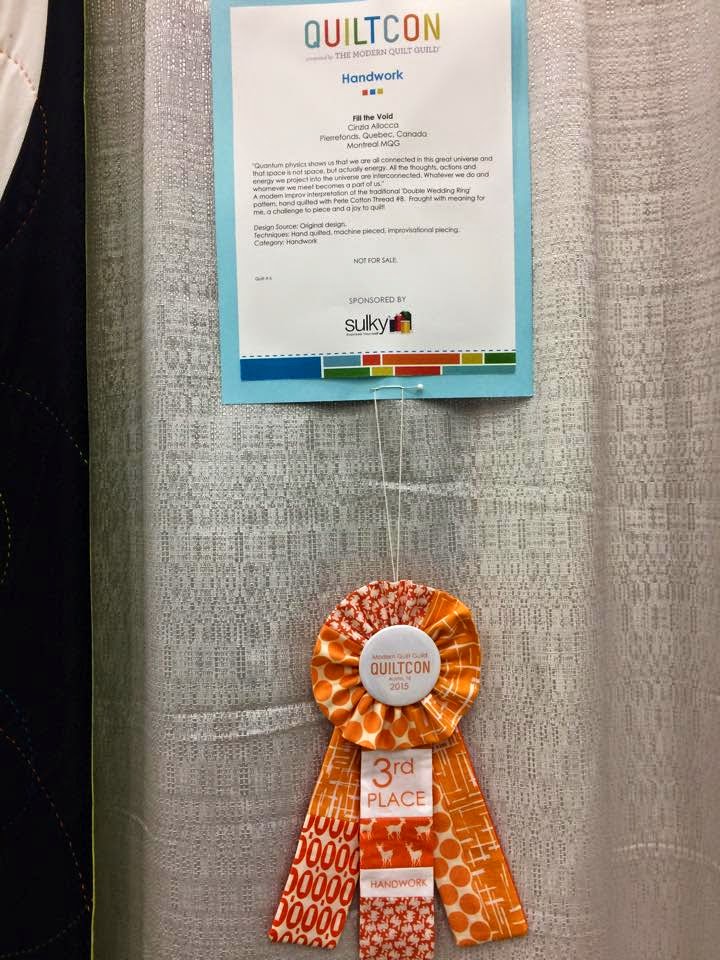 QUILTCON
presented by THE MODERN QUILT GUILD
Handwork
Fill the Void
Cinzia Allocca
Pierrefonds, Quebec, Canada
Montreal MQG
"Quantum physics shows us that we are all connected in this great universe and
that space is not space, but actually energy. All the thoughts, actions and
energy we project into the universe are interconnected. Whatever we do and
whomever we meet becomes a part of us."
A modern improv interpretation of the traditional 'Double Wedding Ring'
pattern, hand quilted with Perle Cotton Thread #8. Fraught with meaning for
me, a challenge to piece and a joy to quilt!
Design Source: Original design.
Techniques: Hand quilted, machine pieced, improvisational piecing.
Category: Handwork
NOT FOR SALE.
SPONSORED BY
sulky
Modern Quilt Guild
QUILTCON
Austin, TX
2015
3rd
PLACE
HANDWORK